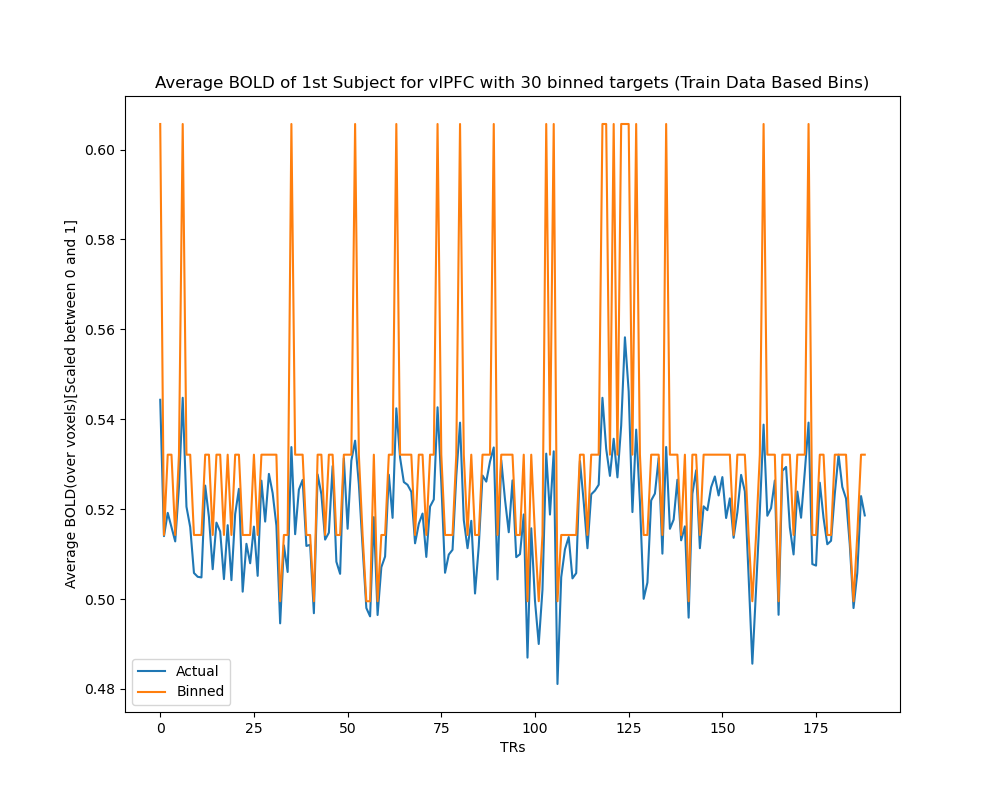 Average BOLD of 1st Subject for vlPFC with 30 binned targets (Train Data Based Bins)
Average BOLD(over voxels)[Scaled between 0 and 1]
0.60
0.58
0.56
0.54
0.52
0.50
0.48
Actual
Binned
0 25 50 75 100 125 150 175
TRs